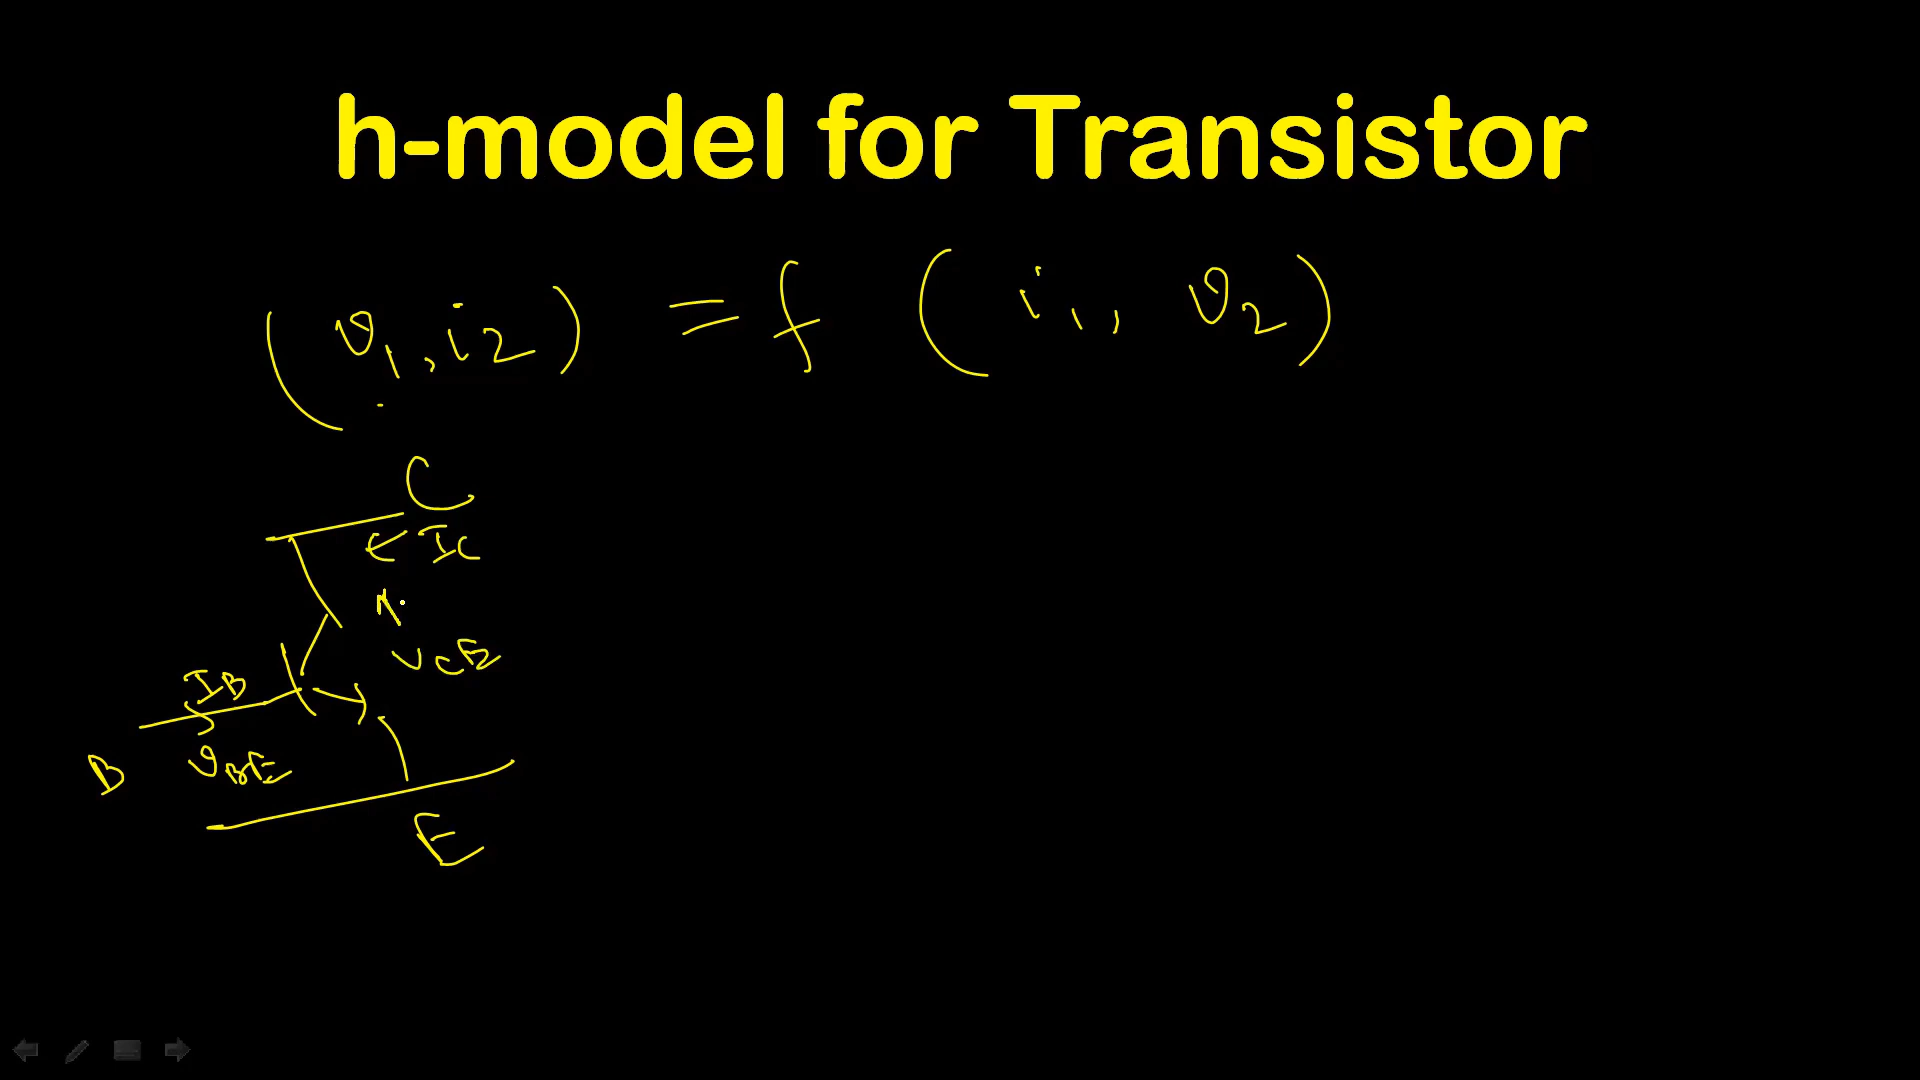 h-model for Transistor
(v1, i2) = f (i1, v2)
C
IC
VCE
IB
B
vBE
E